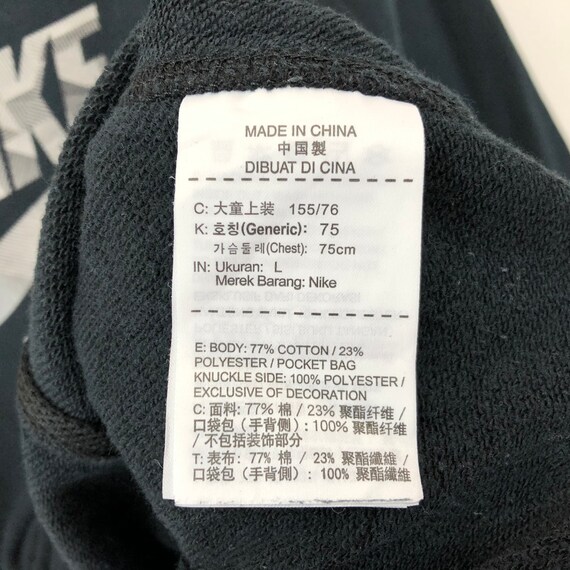 NIKE
MADE IN CHINA
中国製
DIBUAT DI CINA
C: 大童上装 155/76
K: 호칭(Generic): 75
가슴둘레(Chest): 75cm
IN: Ukuran: L
Merek Barang: Nike
E: BODY: 77% COTTON / 23%
POLYESTER / POCKET BAG
KNUCKLE SIDE: 100% POLYESTER /
EXCLUSIVE OF DECORATION
C: 面料: 77% 棉 / 23% 聚酯纤维 /
口袋包（手背侧）: 100% 聚酯纤维
/ 不包括装饰部分
T: 表布: 77% 棉 / 23% 聚酯纖維 /
口袋包（手背側）: 100% 聚酯纖維